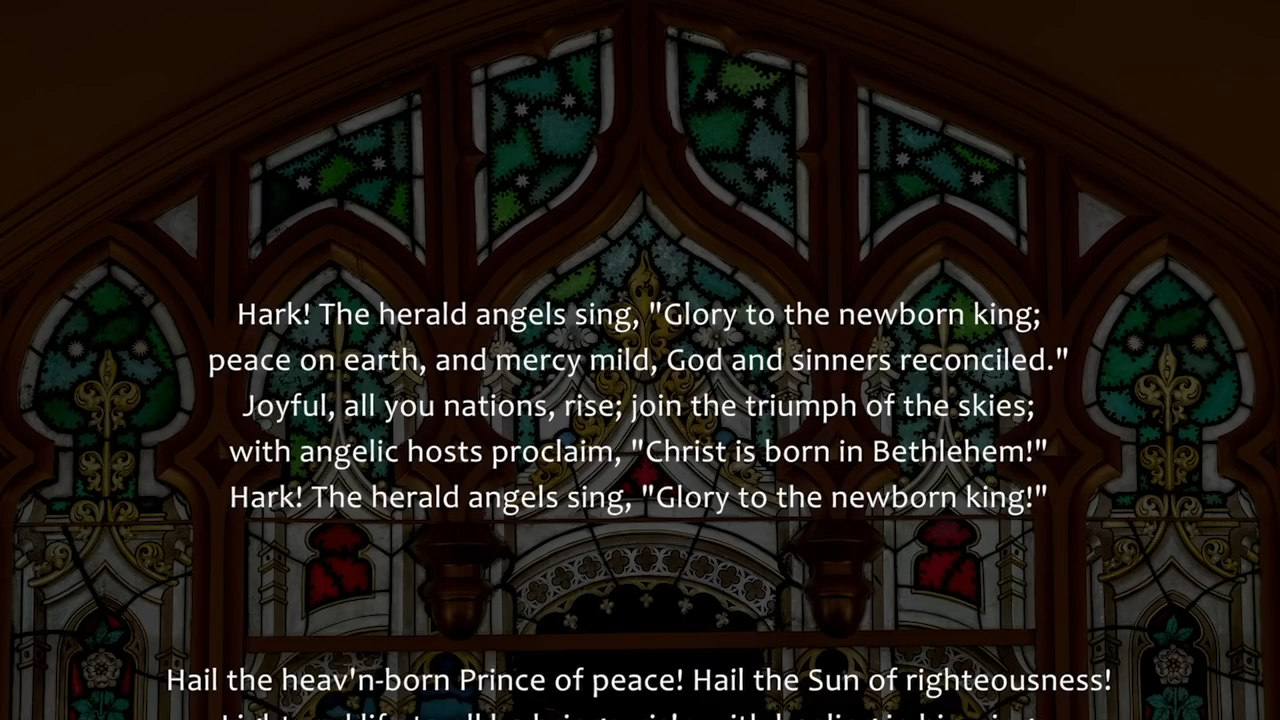 Hark! The herald angels sing, "Glory to the newborn king;
peace on earth, and mercy mild, God and sinners reconciled."
Joyful, all you nations, rise; join the triumph of the skies;
with angelic hosts proclaim, "Christ is born in Bethlehem!"
Hark! The herald angels sing, "Glory to the newborn king!"
Hail the heav'n-born Prince of peace! Hail the Sun of righteousness!